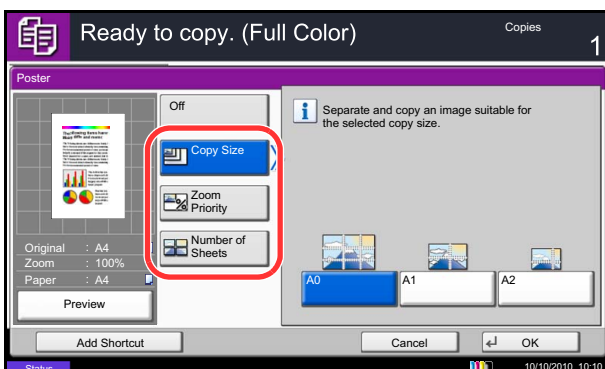 Ready to copy. (Full Color)
Copies
1
Poster
Off
Copy Size
Zoom
Priority
Number of
Sheets
Original : A4
Zoom : 100%
Paper : A4
Preview
Separate and copy an image suitable for
the selected copy size.
A0
A1
A2
Add Shortcut
Cancel
OK
Status
10/10/2010 10:10